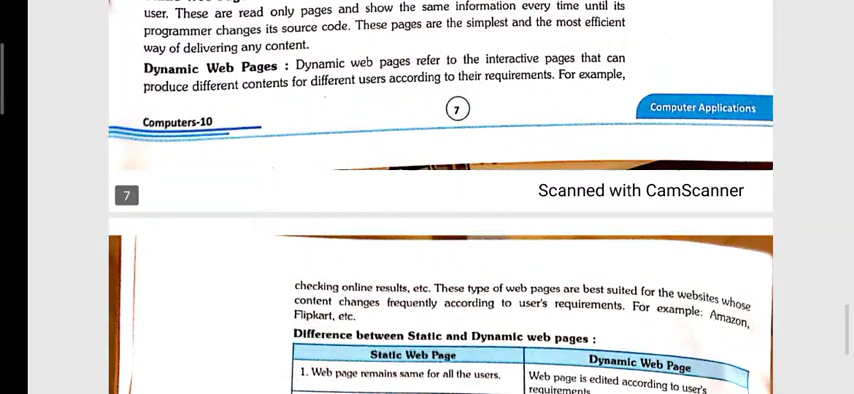 user. These are read only pages and show the same information every time until its
programmer changes its source code. These pages are the simplest and the most efficient
way of delivering any content.
Dynamic Web Pages : Dynamic web pages refer to the interactive pages that can
produce different contents for different users according to their requirements. For example,
Computers-10
7
Computer Applications
7
Scanned with CamScanner
checking online results, etc. These type of web pages are best suited for the websites whose
content changes frequently according to user's requirements. For example: Amazon,
Flipkart, etc.
Difference between Static and Dynamic web pages :
Static Web Page
Dynamic Web Page
1. Web page remains same for all the users.
Web page is edited according to user's
requirements